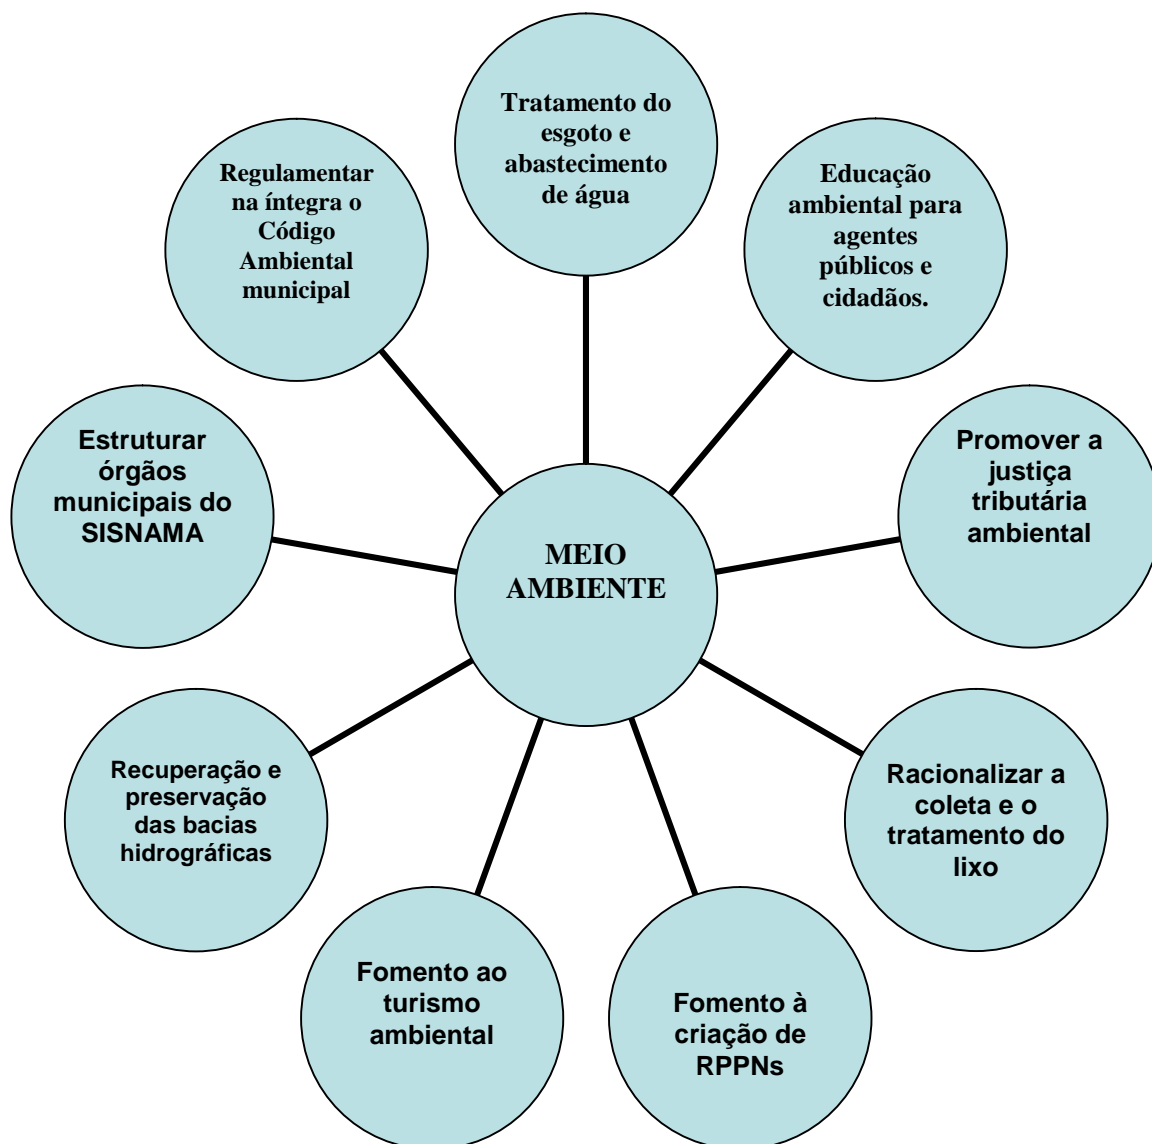 Tratamento do
esgoto e
abastecimento
de água
Educação
ambiental para
agentes
públicos e
cidadãos.
Promover a
justiça
tributária
ambiental
Racionalizar a
coleta e o
tratamento do
lixo
Fomento à
criação de
RPPNs
Fomento ao
turismo
ambiental
Recuperação e
preservação
das bacias
hidrográficas
Estruturar
órgãos
municipais do
SISNAMA
Regulamentar
na íntegra o
Código
Ambiental
municipal
MEIO
AMBIENTE